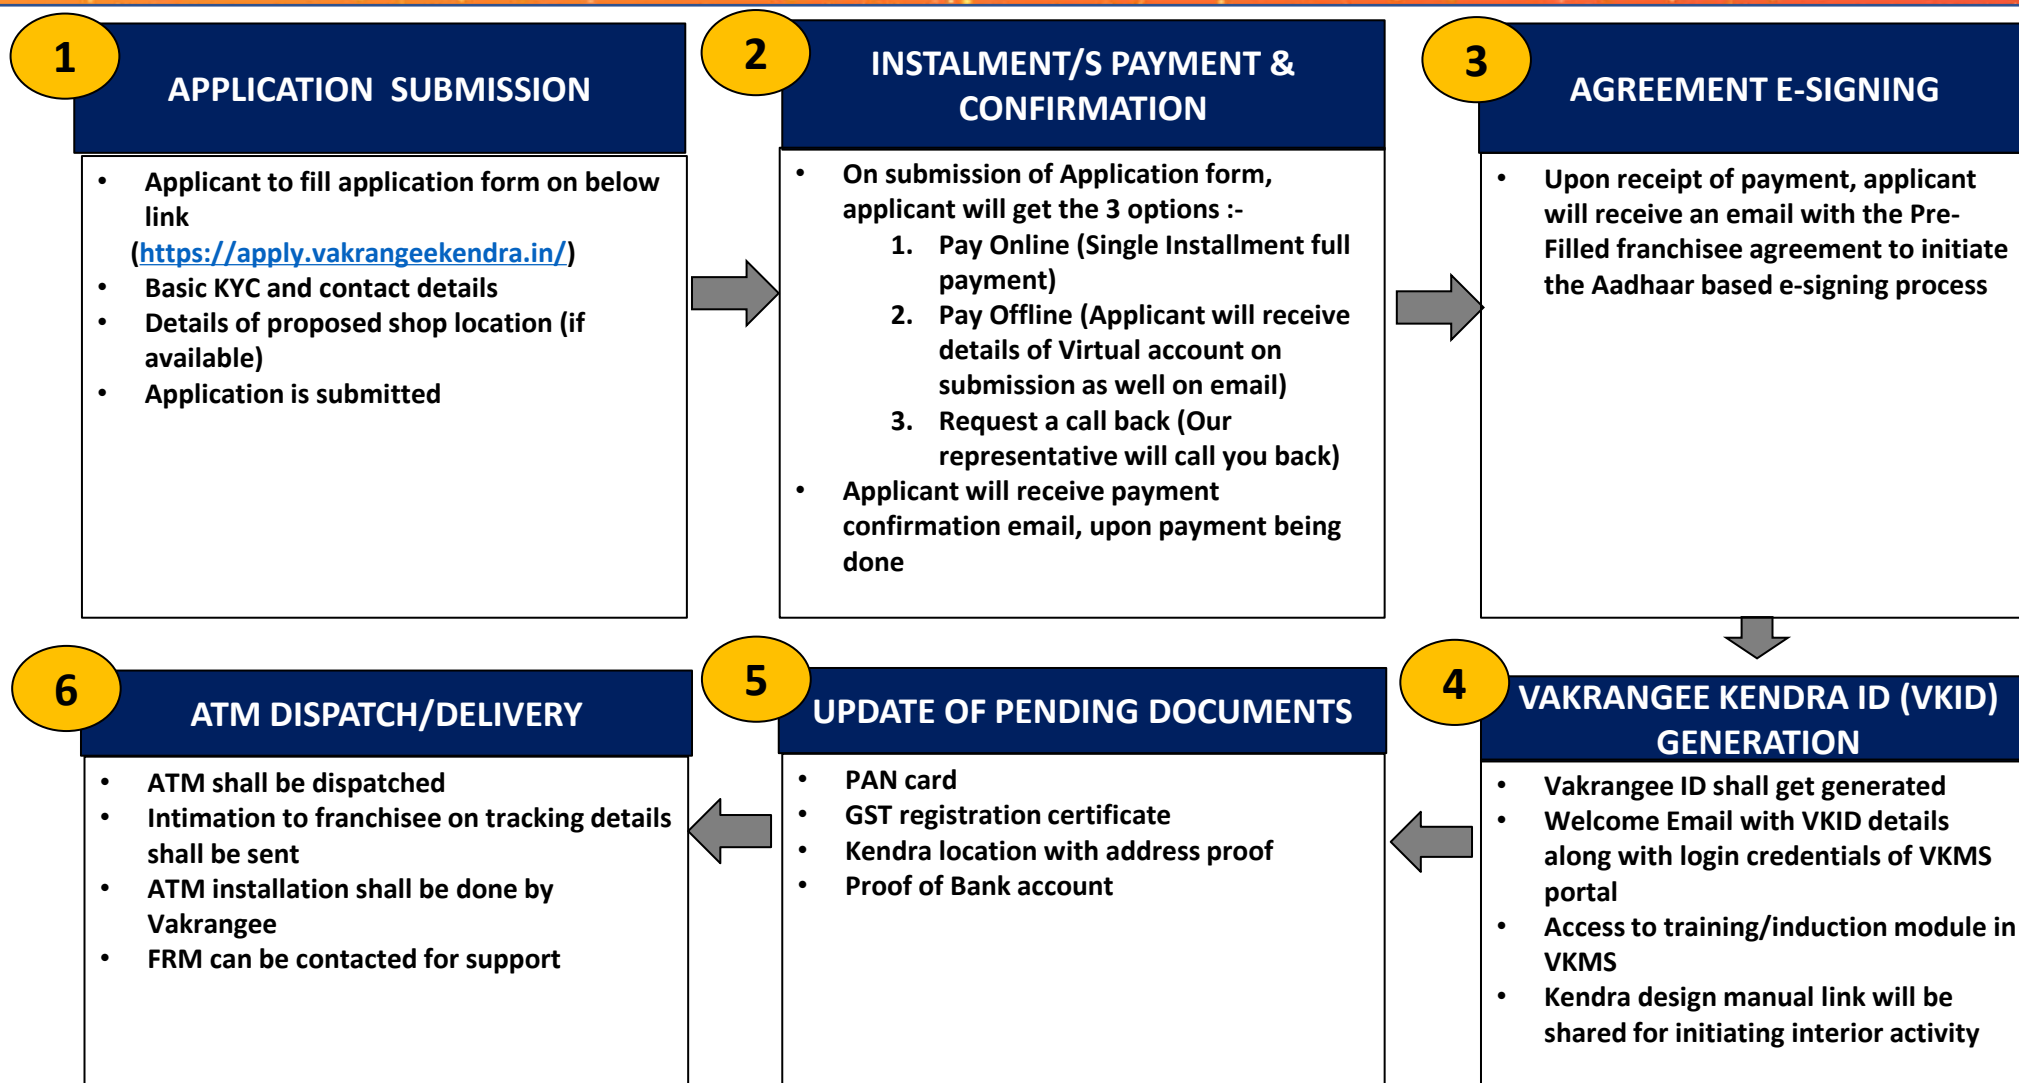 1
APPLICATION SUBMISSION
• Applicant to fill application form on below
link
(https://apply.vakrangeekendra.in/)
• Basic KYC and contact details
• Details of proposed shop location (if
available)
• Application is submitted
2
INSTALMENT/S PAYMENT &
CONFIRMATION
• On submission of Application form,
applicant will get the 3 options :-
1. Pay Online (Single Installment full
payment)
2. Pay Offline (Applicant will receive
details of Virtual account on
submission as well on email)
3. Request a call back (Our
representative will call you back)
• Applicant will receive payment
confirmation email, upon payment being
done
3
AGREEMENT E-SIGNING
• Upon receipt of payment, applicant
will receive an email with the Pre-
Filled franchisee agreement to initiate
the Aadhaar based e-signing process
4
VAKRANGEE KENDRA ID (VKID)
GENERATION
• Vakrangee ID shall get generated
• Welcome Email with VKID details
along with login credentials of VKMS
portal
• Access to training/induction module in
VKMS
• Kendra design manual link will be
shared for initiating interior activity
5
UPDATE OF PENDING DOCUMENTS
• PAN card
• GST registration certificate
• Kendra location with address proof
• Proof of Bank account
6
ATM DISPATCH/DELIVERY
• ATM shall be dispatched
• Intimation to franchisee on tracking details
shall be sent
• ATM installation shall be done by
Vakrangee
• FRM can be contacted for support